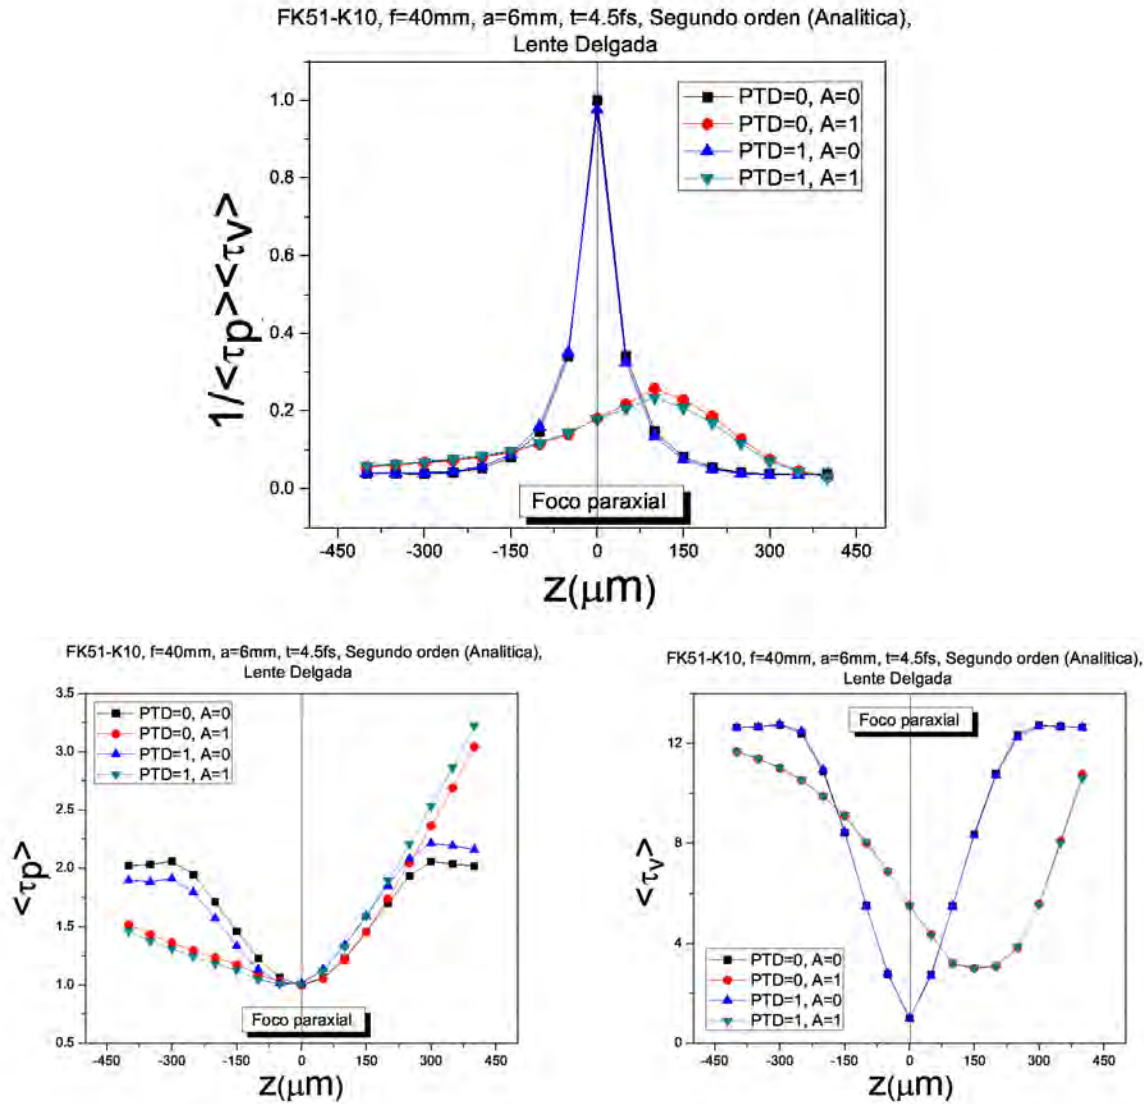 FK51-K10, f=40mm, a=6mm, t=4.5fs, Segundo orden (Analitica),
Lente Delgada
PTD=0, A=0
PTD=0, A=1
PTD=1, A=0
PTD=1, A=1
1.0
0.8
0.6
0.4
0.2
0.0
1/<τp><τv>
Foco paraxial
-450 -300 -150 0 150 300 450
z(μm)
FK51-K10, f=40mm, a=6mm, t=4.5fs, Segundo orden (Analitica),
Lente Delgada
3.5
3.0
2.5
2.0
1.5
1.0
0.5
<τp>
PTD=0, A=0
PTD=0, A=1
PTD=1, A=0
PTD=1, A=1
Foco paraxial
-450 -300 -150 0 150 300 450
z(μm)
FK51-K10, f=40mm, a=6mm, t=4.5fs, Segundo orden (Analitica),
Lente Delgada
Foco paraxial
12
8
4
0
<τv>
PTD=0, A=0
PTD=0, A=1
PTD=1, A=0
PTD=1, A=1
-450 -300 -150 0 150 300 450
z(μm)